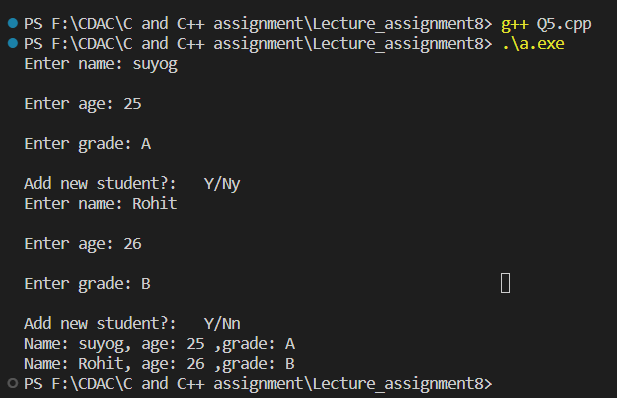 PS F:\CDAC\C and C++ assignment\Lecture_assignment8> g++ Q5.cpp
PS F:\CDAC\C and C++ assignment\Lecture_assignment8> .\a.exe
Enter name: suyog
Enter age: 25
Enter grade: A
Add new student?:   Y/Ny
Enter name: Rohit
Enter age: 26
Enter grade: B
Add new student?:   Y/Nn
Name: suyog, age: 25 ,grade: A
Name: Rohit, age: 26 ,grade: B
PS F:\CDAC\C and C++ assignment\Lecture_assignment8>